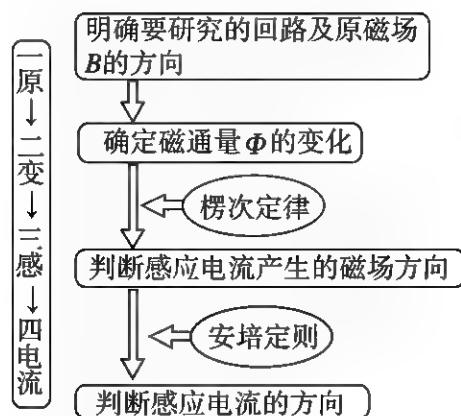 一原→二变→三感→四电流
明确要研究的回路及原磁场
B的方向
确定磁通量Φ的变化
楞次定律
判断感应电流产生的磁场方向
安培定则
判断感应电流的方向